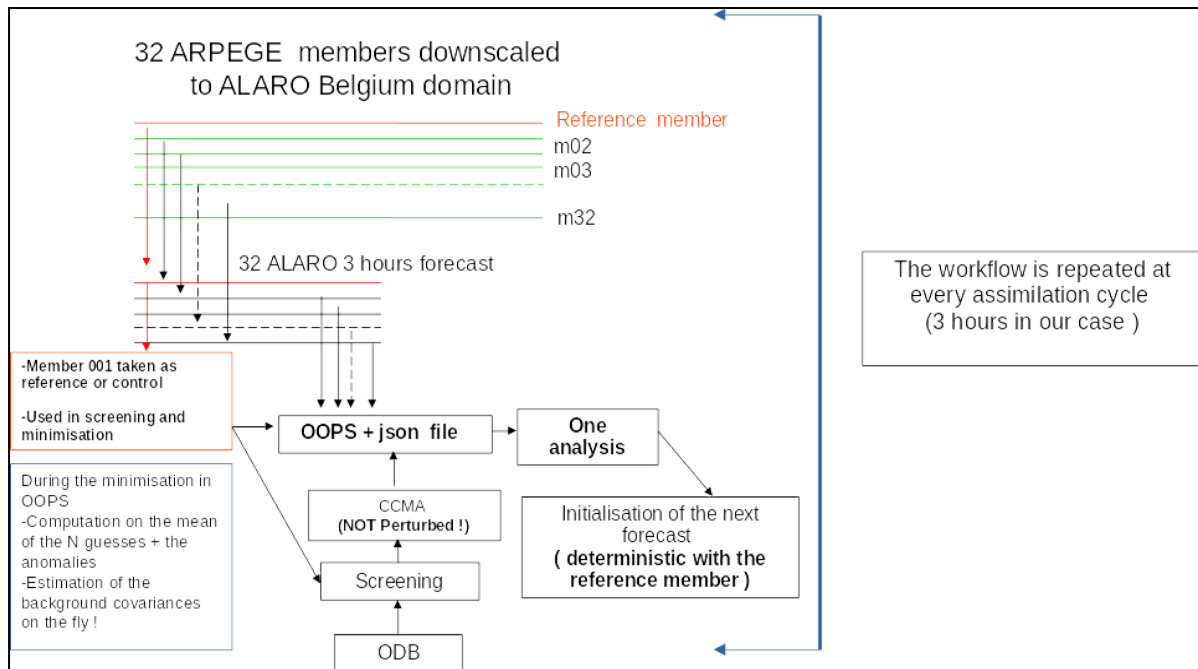 32 ARPEGE members downscaled
to ALARO Belgium domain
Reference member
m02
m03
m32
32 ALARO 3 hours forecast
The workflow is repeated at
every assimilation cycle
(3 hours in our case )
-Member 001 taken as
reference or control
-Used in screening and
minimisation
OOPS + json file
One
analysis
During the minimisation in
OOPS
-Computation on the mean
of the N guesses + the
anomalies
-Estimation of the
background covariances
on the fly !
CCMA
(NOT Perturbed !)
Initialisation of the next
forecast
( deterministic with the
reference member )
Screening
ODB